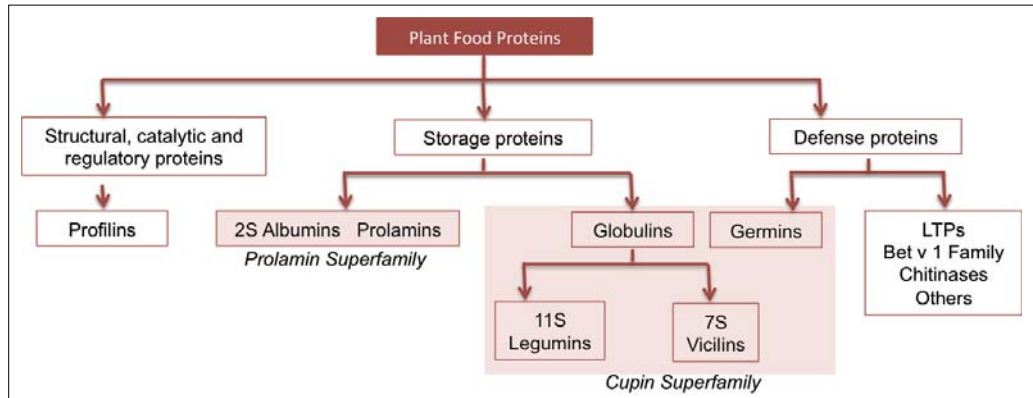 Plant Food Proteins
Structural, catalytic and
regulatory proteins
Storage proteins
Defense proteins
Profilins
2S Albumins Prolamins
Prolamin Superfamily
Globulins
Germins
LTPs
Bet v 1 Family
Chitinases
Others
11S
Legumins
7S
Vicilins
Cupin Superfamily